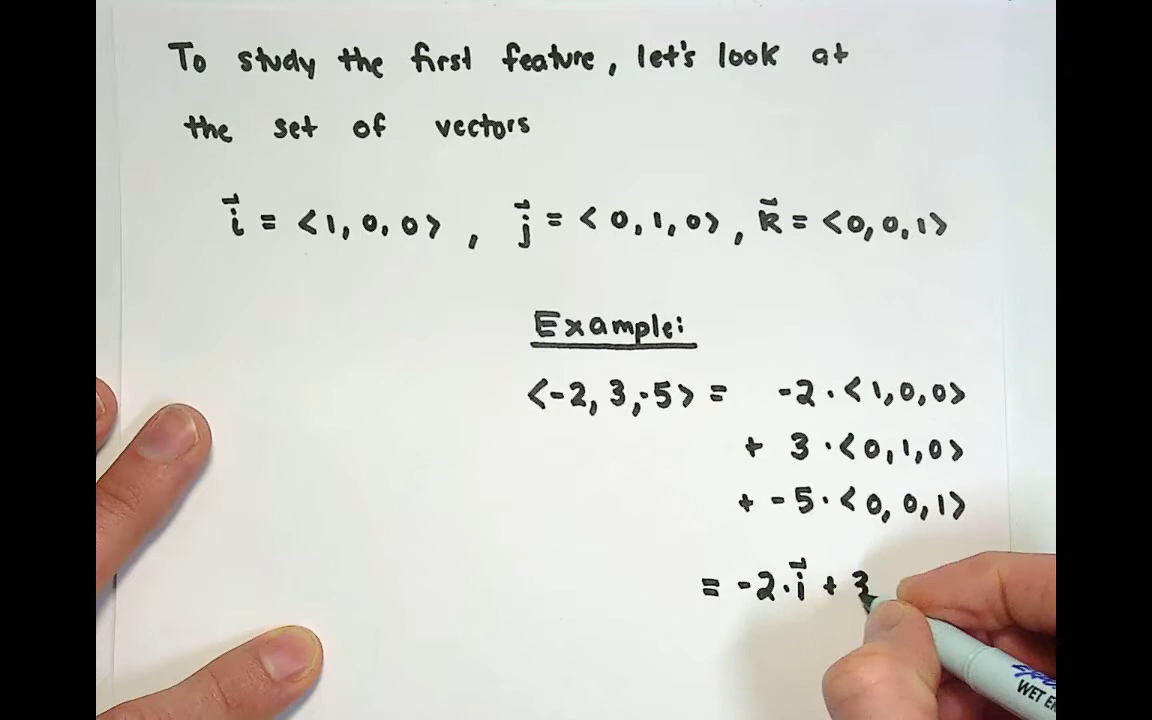 To study the first feature, let's look at
the set of vectors
i⃗ = <1, 0, 0> , j⃗ = <0, 1, 0>, k⃗ = <0, 0, 1>
Example:
<-2, 3, -5> = -2 · <1, 0, 0>
+ 3 · <0, 1, 0>
+ -5 · <0, 0, 1>
= -2 · i⃗ + 3
WET